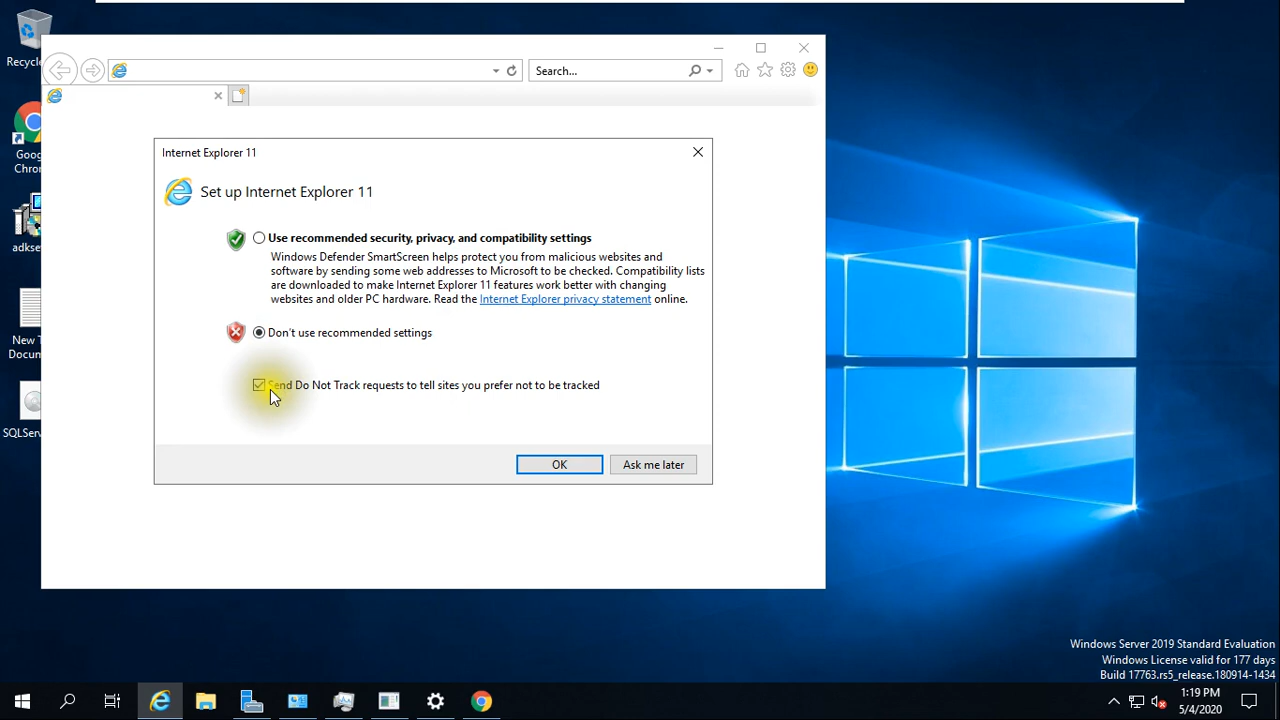 Recycle
Search...
Goog
Chron
adkse
New T
Docum
SQLServ
Internet Explorer 11
Set up Internet Explorer 11
Use recommended security, privacy, and compatibility settings
Windows Defender SmartScreen helps protect you from malicious websites and
software by sending some web addresses to Microsoft to be checked. Compatibility lists
are downloaded to make Internet Explorer 11 features work better with changing
websites and older PC hardware. Read the Internet Explorer privacy statement online.
Don't use recommended settings
Send Do Not Track requests to tell sites you prefer not to be tracked
OK
Ask me later
Windows Server 2019 Standard Evaluation
Windows License valid for 177 days
Build 17763.rs5_release.180914-1434
1:19 PM
5/4/2020